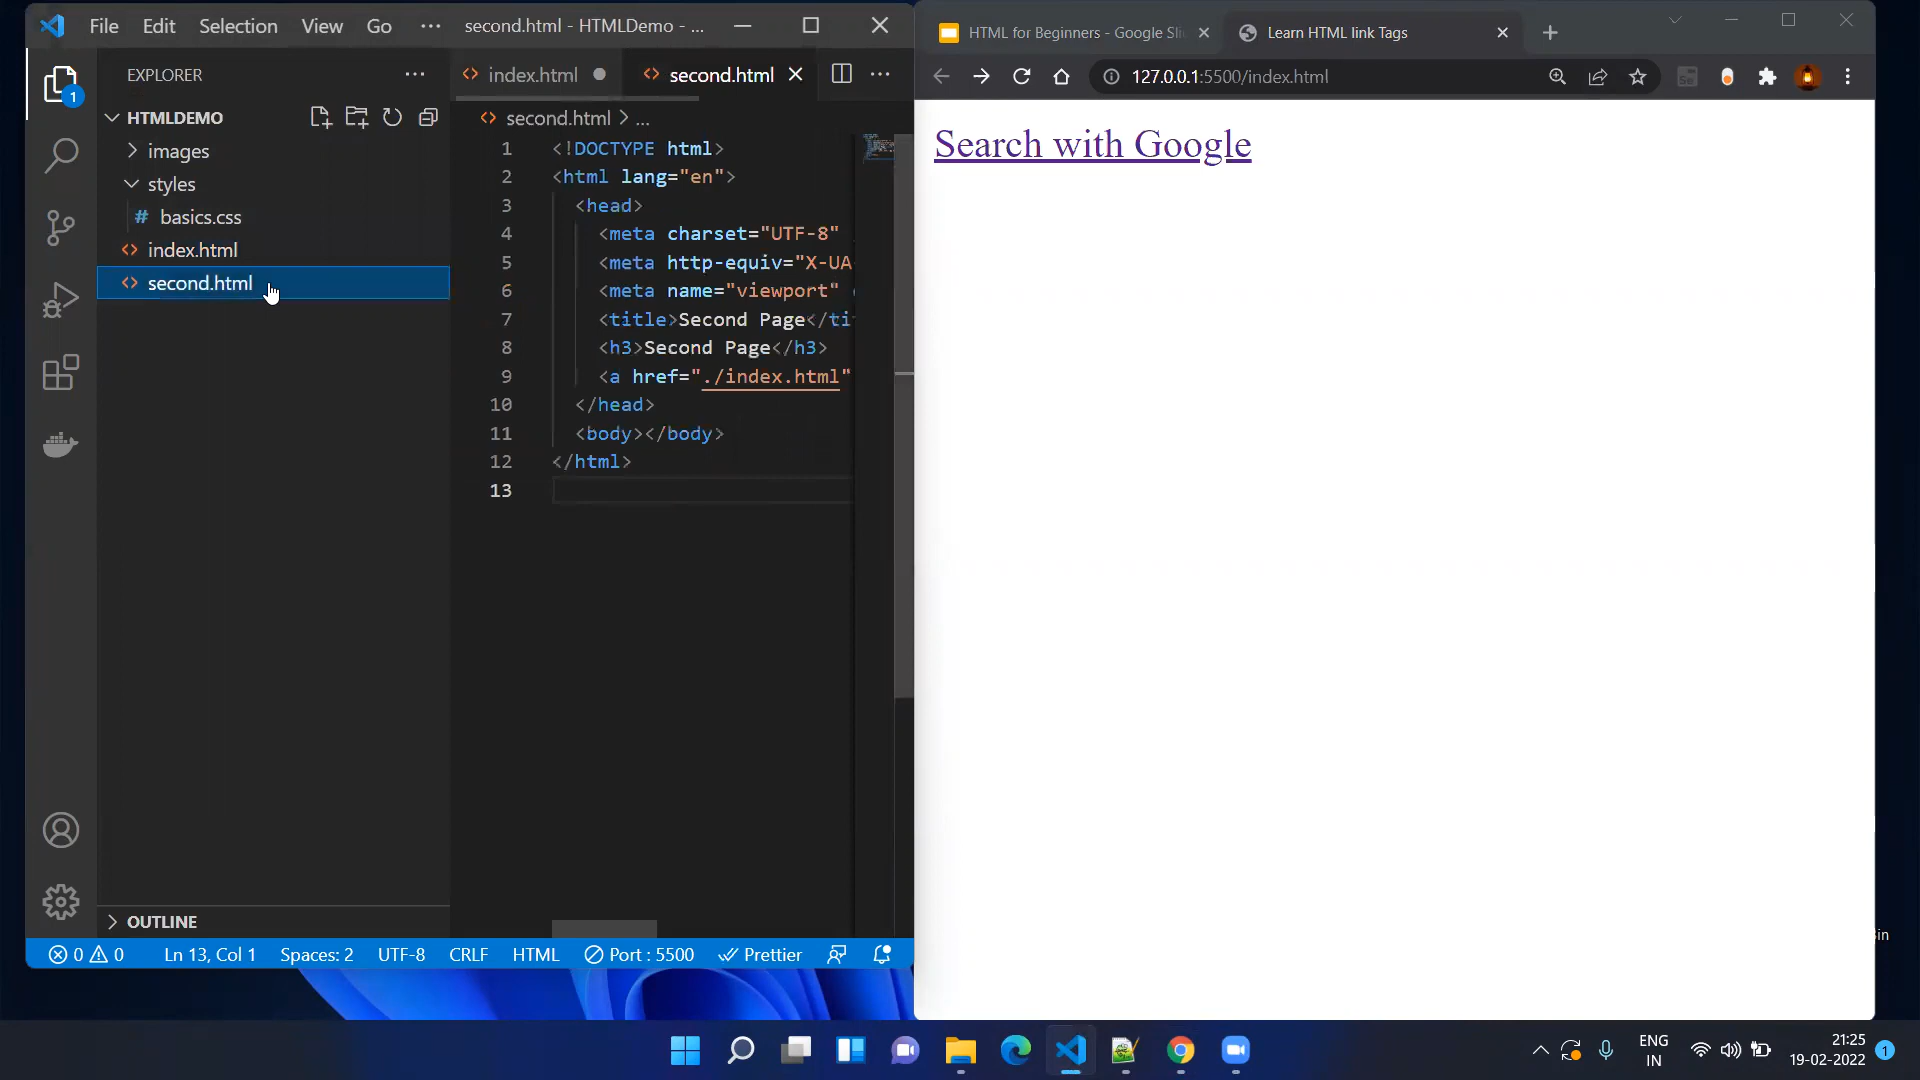 File Edit Selection View Go ··· second.html - HTMLDemo - ...
EXPLORER ···
HTMLDEMO
images
styles
# basics.css
index.html
second.html
OUTLINE
1
<> index.html
<> second.html
<> second.html > ...
1 <!DOCTYPE html>
2 <html lang="en">
3 <head>
4 <meta charset="UTF-8"
5 <meta http-equiv="X-UA
6 <meta name="viewport"
7 <title>Second Page</ti
8 <h3>Second Page</h3>
9 <a href="./index.html"
10 </head>
11 <body></body>
12 </html>
13
0 0 Ln 13, Col 1 Spaces: 2 UTF-8 CRLF HTML Port : 5500 Prettier
HTML for Beginners - Google Sli
Learn HTML link Tags
127.0.0.1:5500/index.html
Search with Google
ENG
IN
21:25
19-02-2022
1